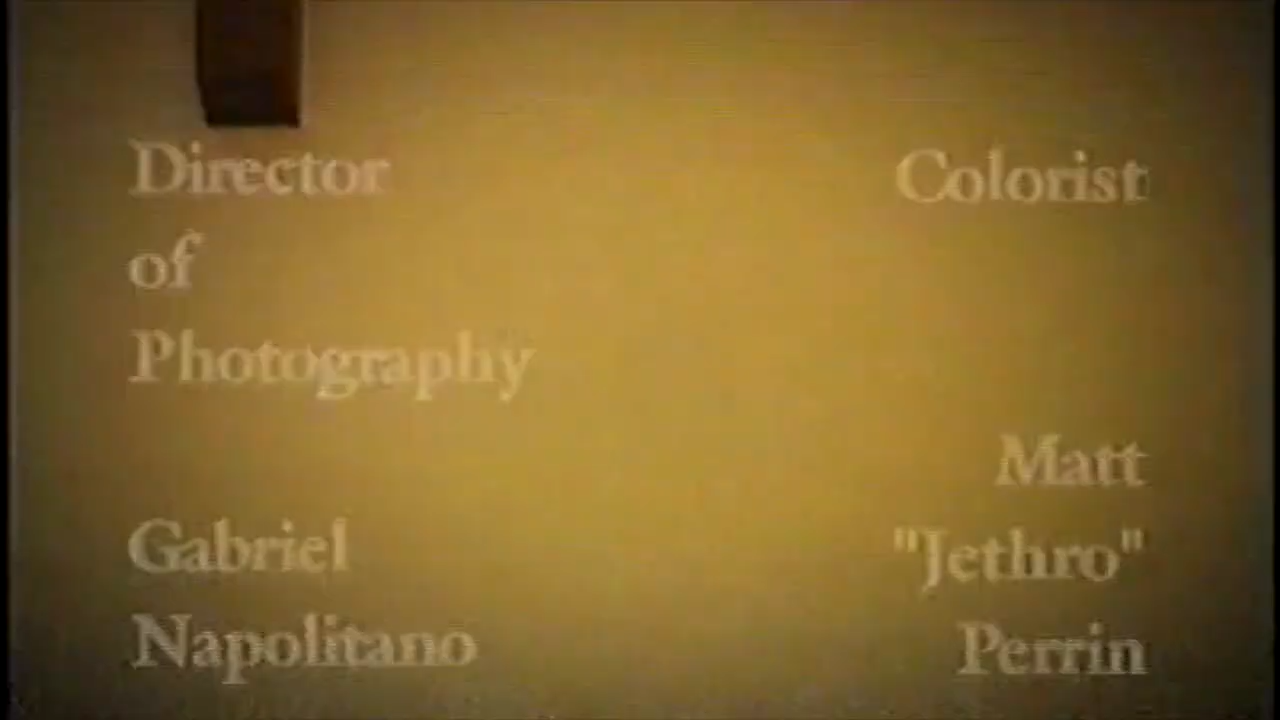 Director
of
Photography
Gabriel
Napolitano
Colorist
Matt
"Jethro"
Perrin